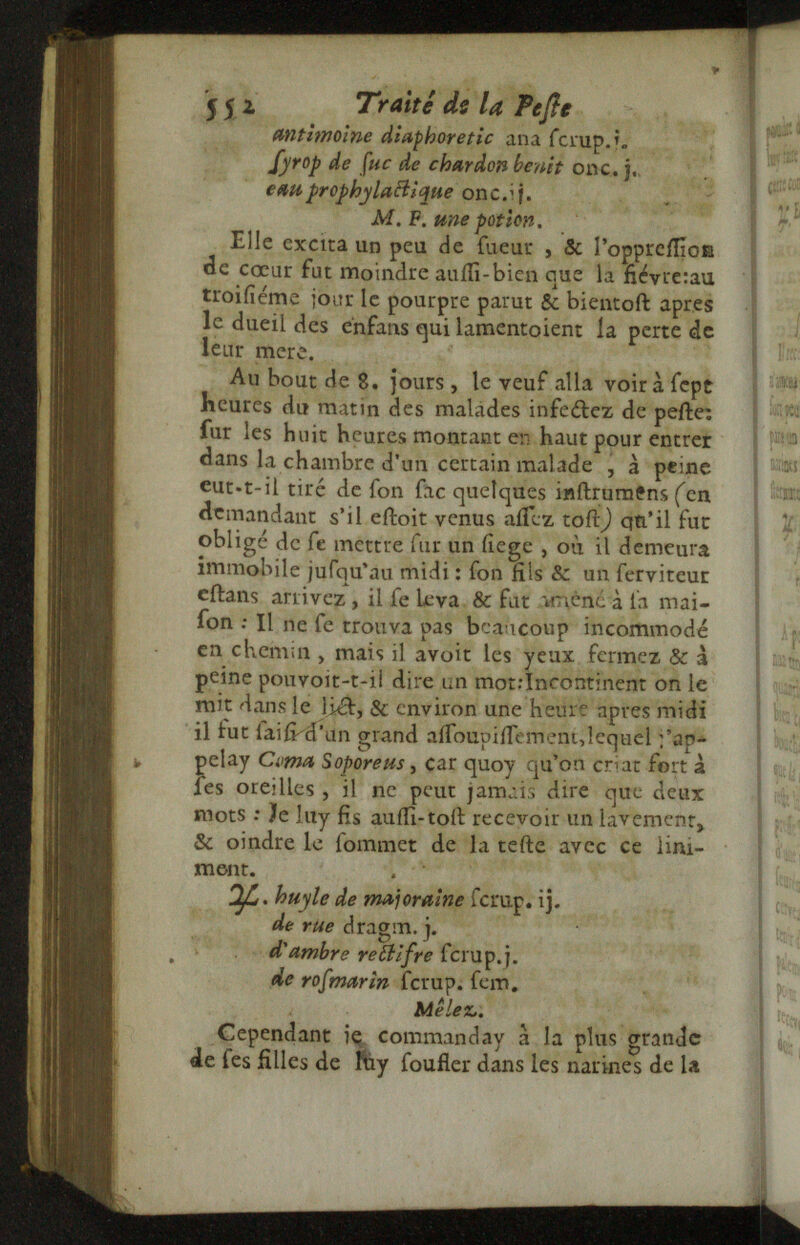 552 Traité de la Peſte
antimoine diaphoretic ana ſcrup.j.
ſyrop de ſuc de chardon benit onc. j.
eau prophylactique onc.ij.
M. F. une potion.
Elle excita un peu de ſueur , & l'oppreſſion
de cœur fut moindre auſſi-bien que la fiévre:au
troiſiéme jour le pourpre parut & bientoſt apres
le dueil des enfans qui lamentoient la perte de
leur mere.
Au bout de 8. jours, le veuf alla voir à ſept
heures du matin des malades infectez de peſte:
ſur les huit heures montant en haut pour entrer
dans la chambre d'un certain malade , à peine
eut-t-il tiré de ſon ſac quelques inſtrumens (en
demandant s'il eſtoit venus aſſez toſt) qu'il fut
obligé de ſe mettre ſur un ſiege , où il demeura
immobile juſqu'au midi : ſon fils & un ſerviteur
eſtans arrivez, il ſe leva & fut amené à ſa mai-
ſon : Il ne ſe trouva pas beaucoup incommodé
en chemin , mais il avoit les yeux fermez & à
peine pouvoit-t-il dire un mot:Incontinent on le
mit dans le lict, & environ une heure apres midi
il fut ſaiſi d'un grand aſſoupiſſement,lequel j'ap-
pelay Coma Soporeus, car quoy qu'on criat fort à
ſes oreilles , il ne peut jamais dire que deux
mots : Je luy fis auſſi-toſt recevoir un lavement,
& oindre le ſommet de la teſte avec ce lini-
ment.
℞. huyle de majoraine ſcrup. ij.
de rue dragm. j.
d'ambre rectifre ſcrup.j.
de roſmarin ſcrup. ſem.
Mêlez.
Cependant je commanday à la plus grande
de ſes filles de luy ſoufler dans les narines de la